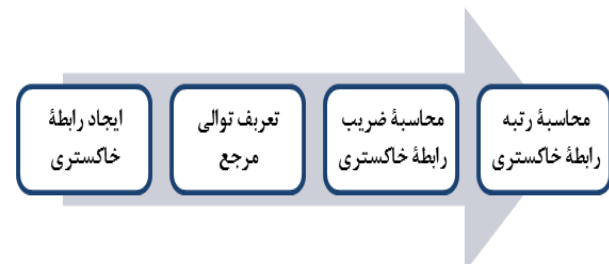 ایجاد رابطهٔ
خاکستری
تعریف توالی
مرجع
محاسبهٔ ضریب
رابطهٔ خاکستری
محاسبهٔ رتبه
رابطهٔ خاکستری